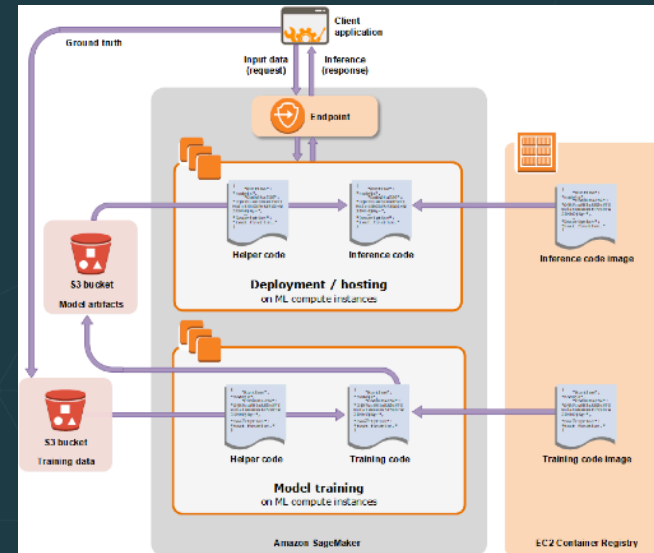 Client
application
Ground truth
Input data
(request)
Inference
(response)
Endpoint
Helper code
Inference code
Inference code image
S3 bucket
Model artifacts
Deployment / hosting
on ML compute instances
S3 bucket
Training data
Helper code
Training code
Training code image
Model training
on ML compute instances
Amazon SageMaker
EC2 Container Registry